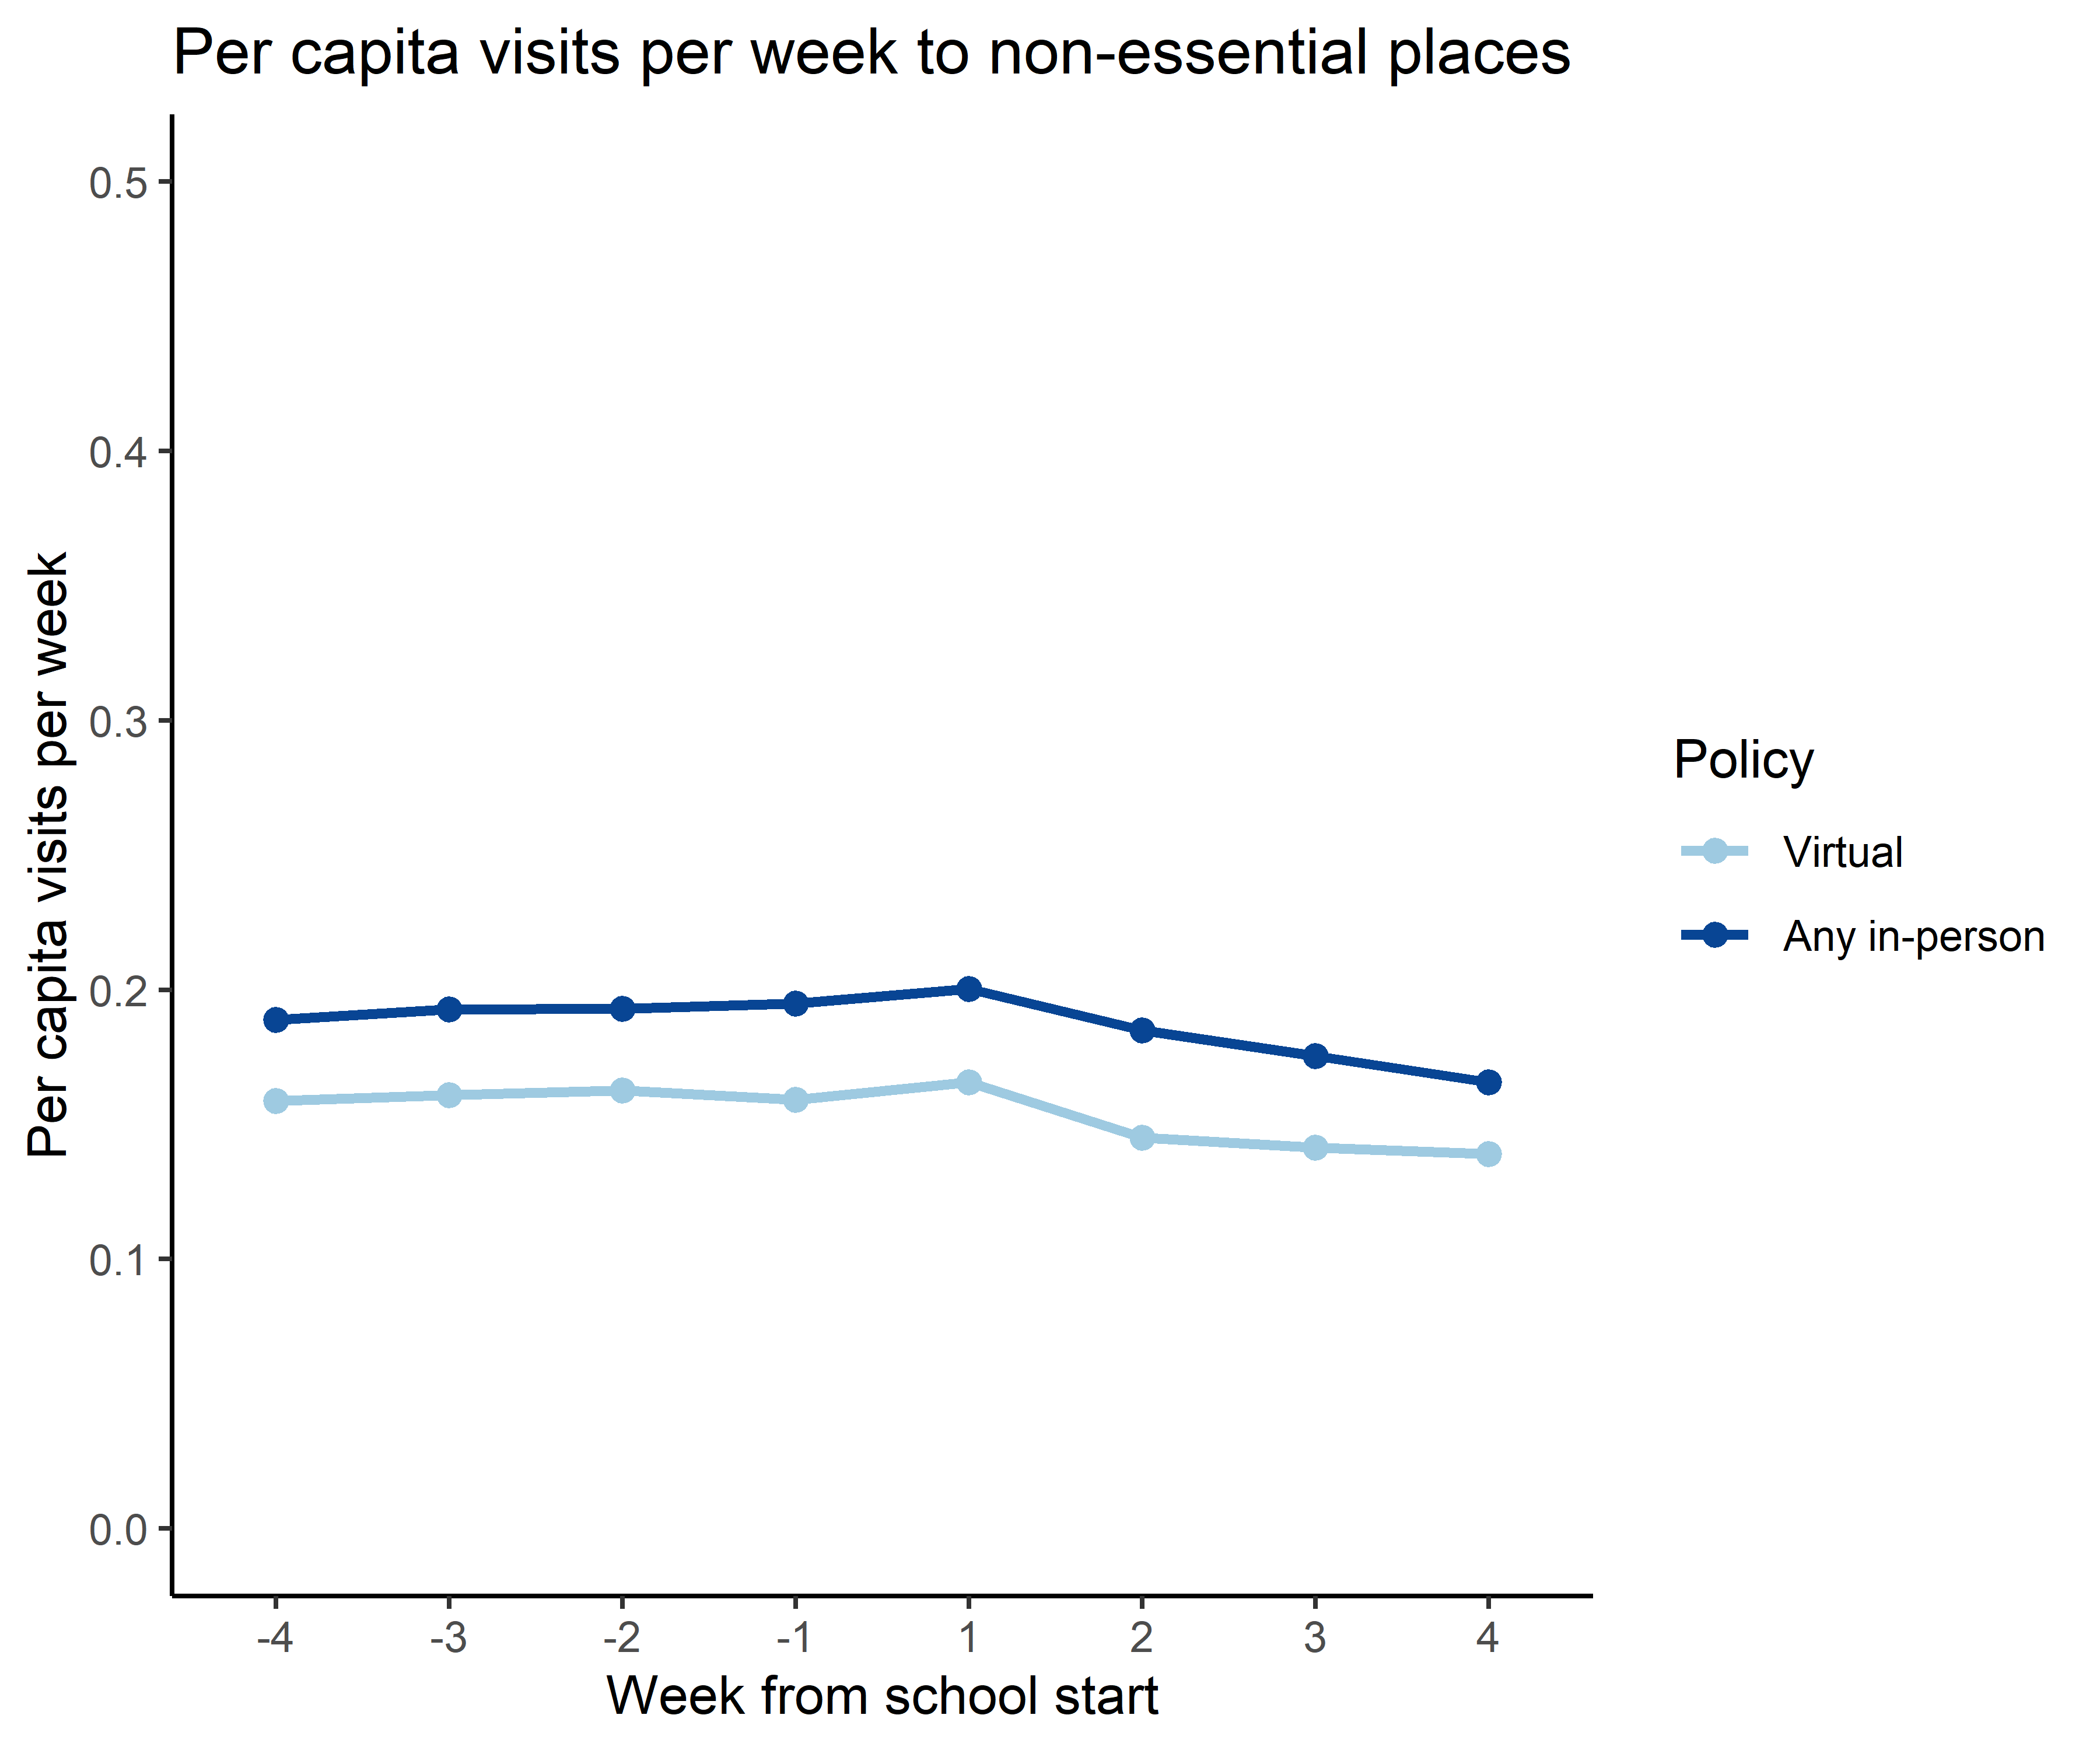 Per capita visits per week to non-essential places
Per capita visits per week
0.5
0.4
0.3
0.2
0.1
0.0
-4 -3 -2 -1 1 2 3 4
Week from school start
Policy
Virtual
Any in-person